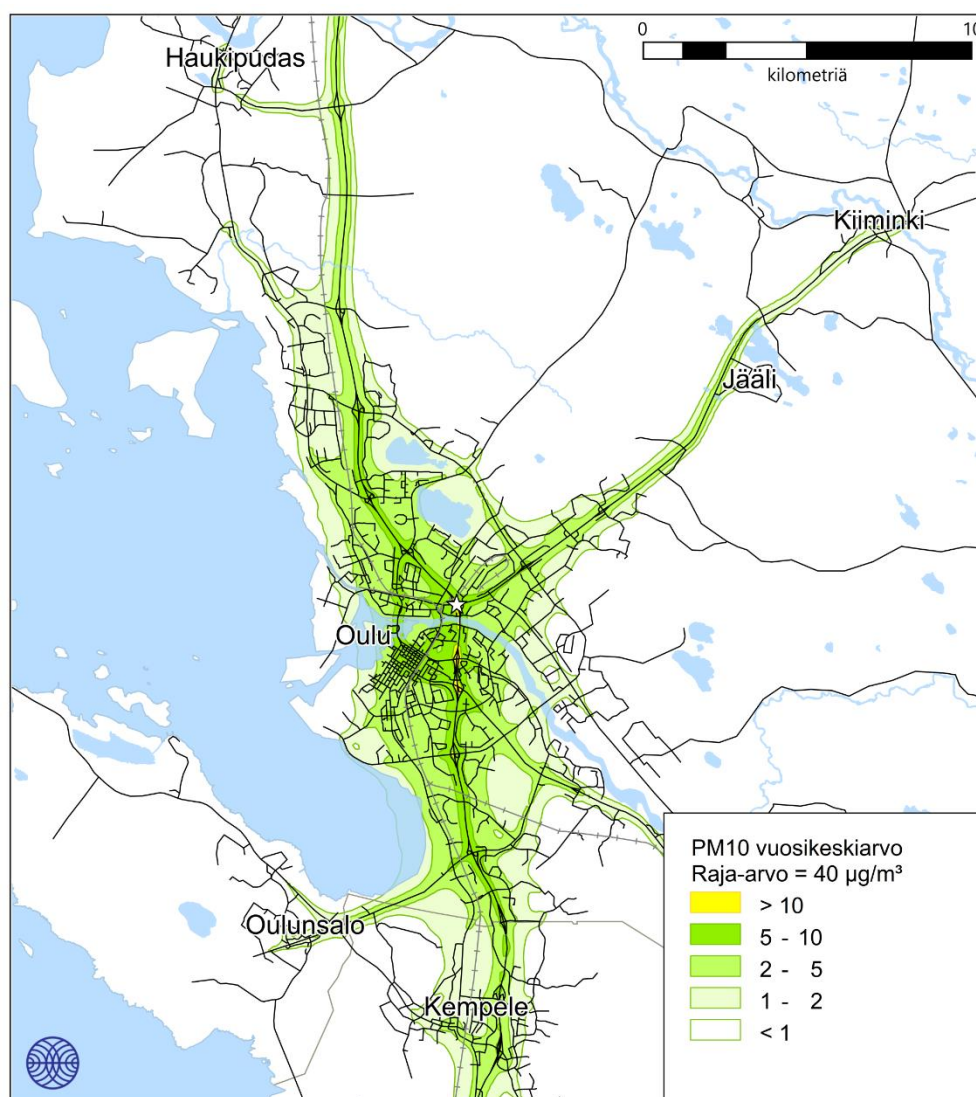 0
10
kilometriä
Haukipudas
Kiiminki
Jääli
Oulu
Oulunsalo
Kempele
PM10 vuosikeskiarvo
Raja-arvo = 40 µg/m³
> 10
5 - 10
2 - 5
1 - 2
< 1